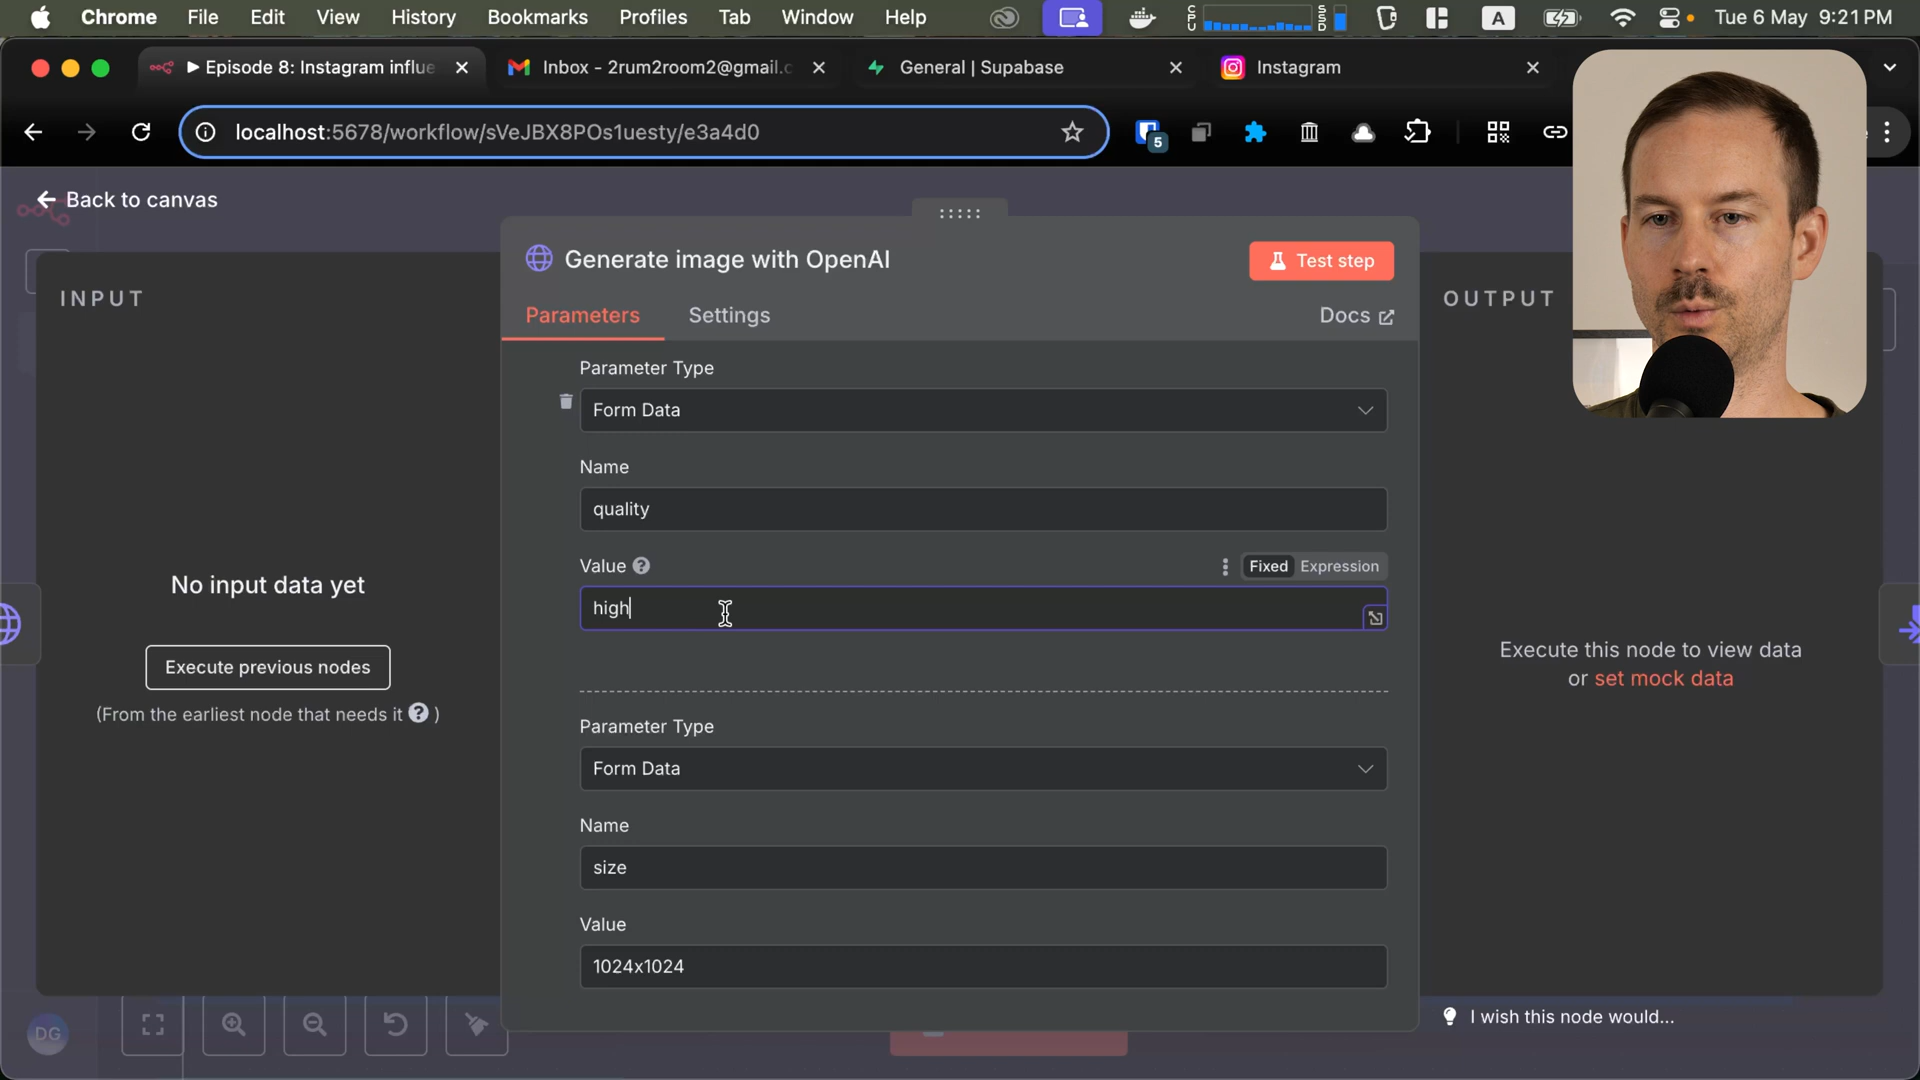 Chrome File Edit View History Bookmarks Profiles Tab Window Help CPU SSD A Tue 6 May 9:21 PM
Episode 8: Instagram influe Inbox - 2rum2room2@gmail.c General | Supabase Instagram
localhost:5678/workflow/sVeJBX8POs1uesty/e3a4d0 5
Back to canvas
Generate image with OpenAI Test step
INPUT OUTPUT
Parameters Settings Docs
Parameter Type
Form Data
Name
quality
Value Fixed Expression
high
No input data yet
Execute previous nodes
(From the earliest node that needs it ? )
Execute this node to view data
or set mock data
Parameter Type
Form Data
Name
size
Value
1024x1024
I wish this node would...
DG